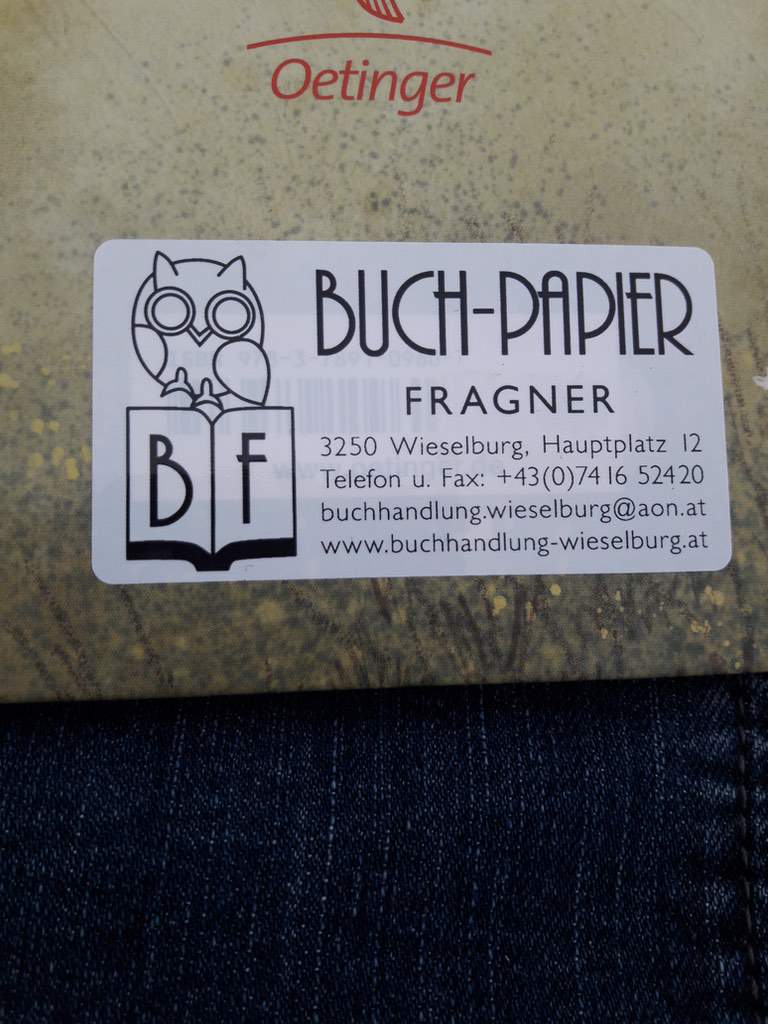 Oetinger
BUCH-PAPIER
FRAGNER
B F
3250 Wieselburg, Hauptplatz 12
Telefon u. Fax: +43(0)7416 52420
buchhandlung.wieselburg@aon.at
www.buchhandlung-wieselburg.at